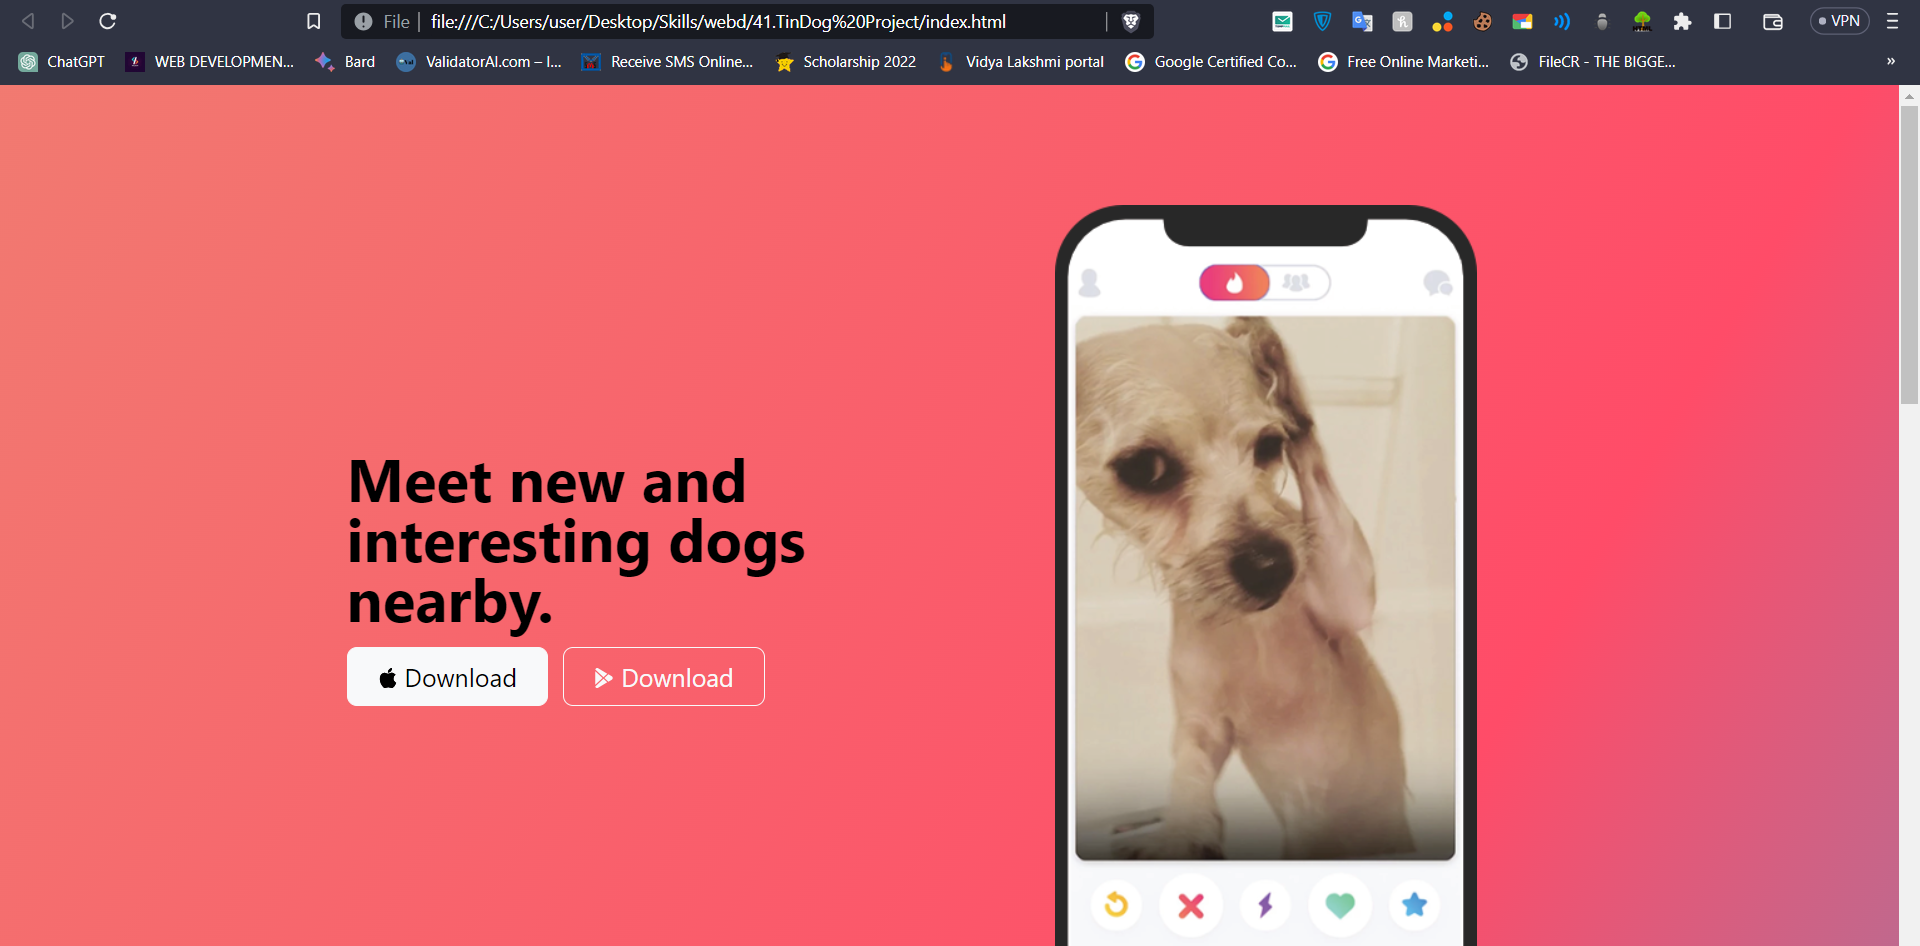 File
file:///C:/Users/user/Desktop/Skills/webd/41.TinDog%20Project/index.html
VPN
ChatGPT
WEB DEVELOPMEN...
Bard
ValidatorAI.com – I...
Receive SMS Online...
Scholarship 2022
Vidya Lakshmi portal
Google Certified Co...
Free Online Marketi...
FileCR - THE BIGGE...
»
Meet new and
interesting dogs
nearby.
Download
Download